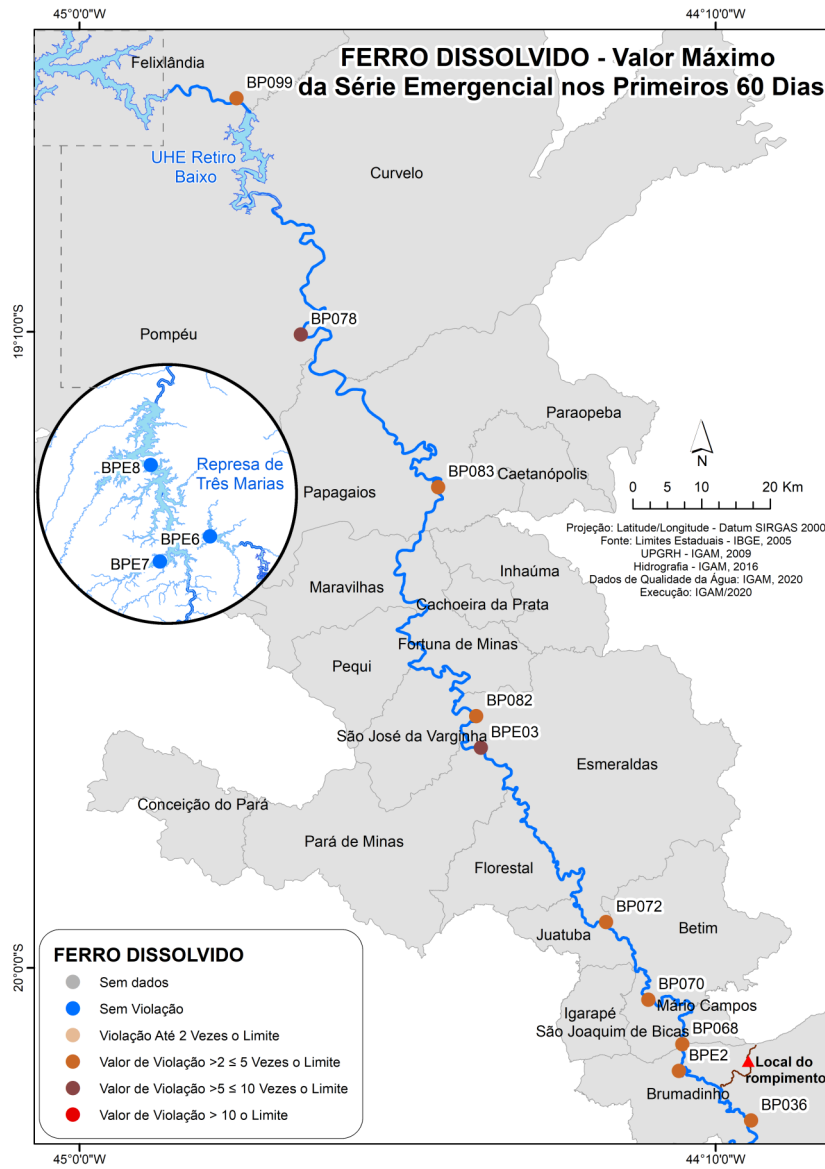 45°0'0"W
44°10'0"W
FERRO DISSOLVIDO - Valor Máximo
da Série Emergencial nos Primeiros 60 Dias
Felixlândia
BP099
UHE Retiro
Baixo
Curvelo
19°10'0"S
BP078
Pompéu
Paraopeba
BP083
Caetanópolis
Papagaios
N
0 5 10 20 Km
Projeção: Latitude/Longitude - Datum SIRGAS 2000
Fonte: Limites Estaduais - IBGE, 2005
UPGRH - IGAM, 2009
Hidrografia - IGAM, 2016
Dados de Qualidade da Água: IGAM, 2020
Execução: IGAM/2020
BPE8
Represa de
Três Marias
BPE6
BPE7
Inhaúma
Maravilhas
Cachoeira da Prata
Fortuna de Minas
Pequi
BP082
São José da Varginha
BPE03
Esmeraldas
Conceição do Pará
Pará de Minas
Florestal
BP072
Juatuba
Betim
20°0'0"S
BP070
Mário Campos
Igarapé
São Joaquim de Bicas
BP068
BPE2
Local do
rompimento
Brumadinho
BP036
FERRO DISSOLVIDO
Sem dados
Sem Violação
Violação Até 2 Vezes o Limite
Valor de Violação >2 ≤ 5 Vezes o Limite
Valor de Violação >5 ≤ 10 Vezes o Limite
Valor de Violação > 10 o Limite
45°0'0"W
44°10'0"W